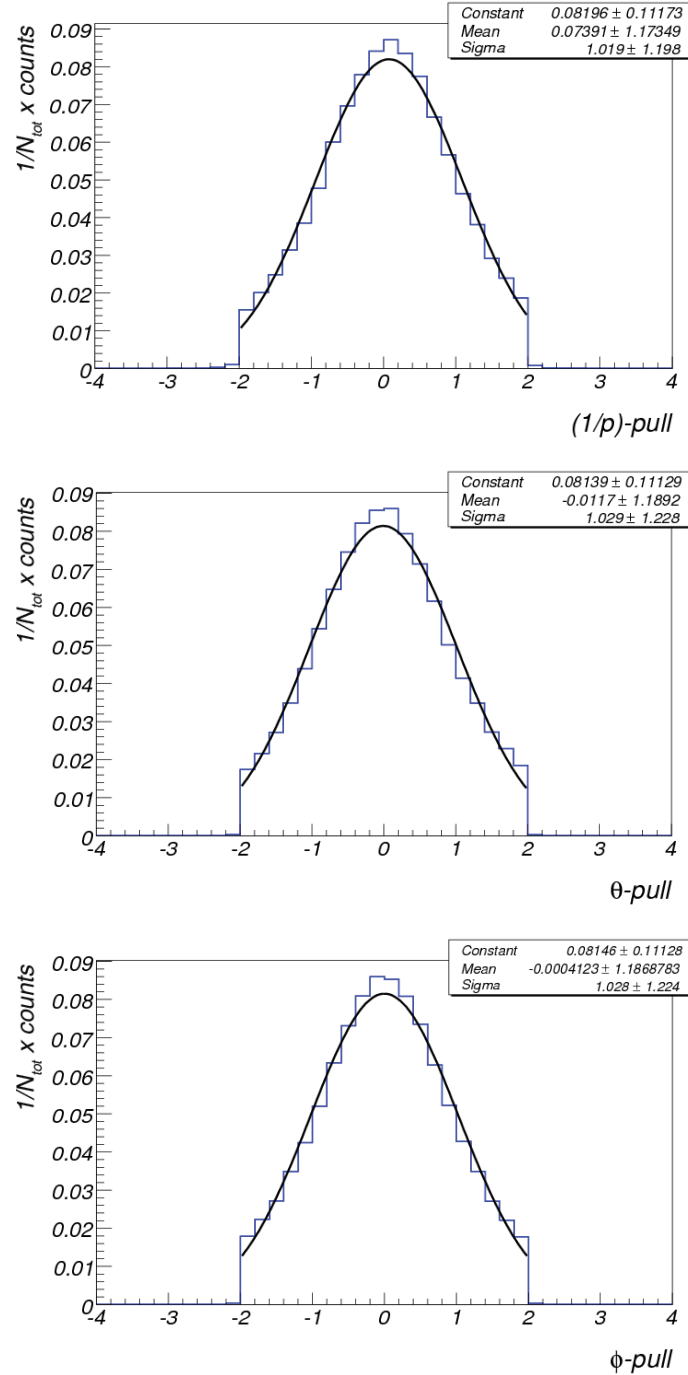 Constant 0.08196 ± 0.11173
Mean 0.07391 ± 1.17349
Sigma 1.019 ± 1.198
1/N_tot x counts
0.09
0.08
0.07
0.06
0.05
0.04
0.03
0.02
0.01
0
-4 -3 -2 -1 0 1 2 3 4
(1/p)-pull
Constant 0.08139 ± 0.11129
Mean -0.0117 ± 1.1892
Sigma 1.029 ± 1.228
1/N_tot x counts
0.09
0.08
0.07
0.06
0.05
0.04
0.03
0.02
0.01
0
-4 -3 -2 -1 0 1 2 3 4
θ-pull
Constant 0.08146 ± 0.11128
Mean -0.0004123 ± 1.1868783
Sigma 1.028 ± 1.224
1/N_tot x counts
0.09
0.08
0.07
0.06
0.05
0.04
0.03
0.02
0.01
0
-4 -3 -2 -1 0 1 2 3 4
ϕ-pull